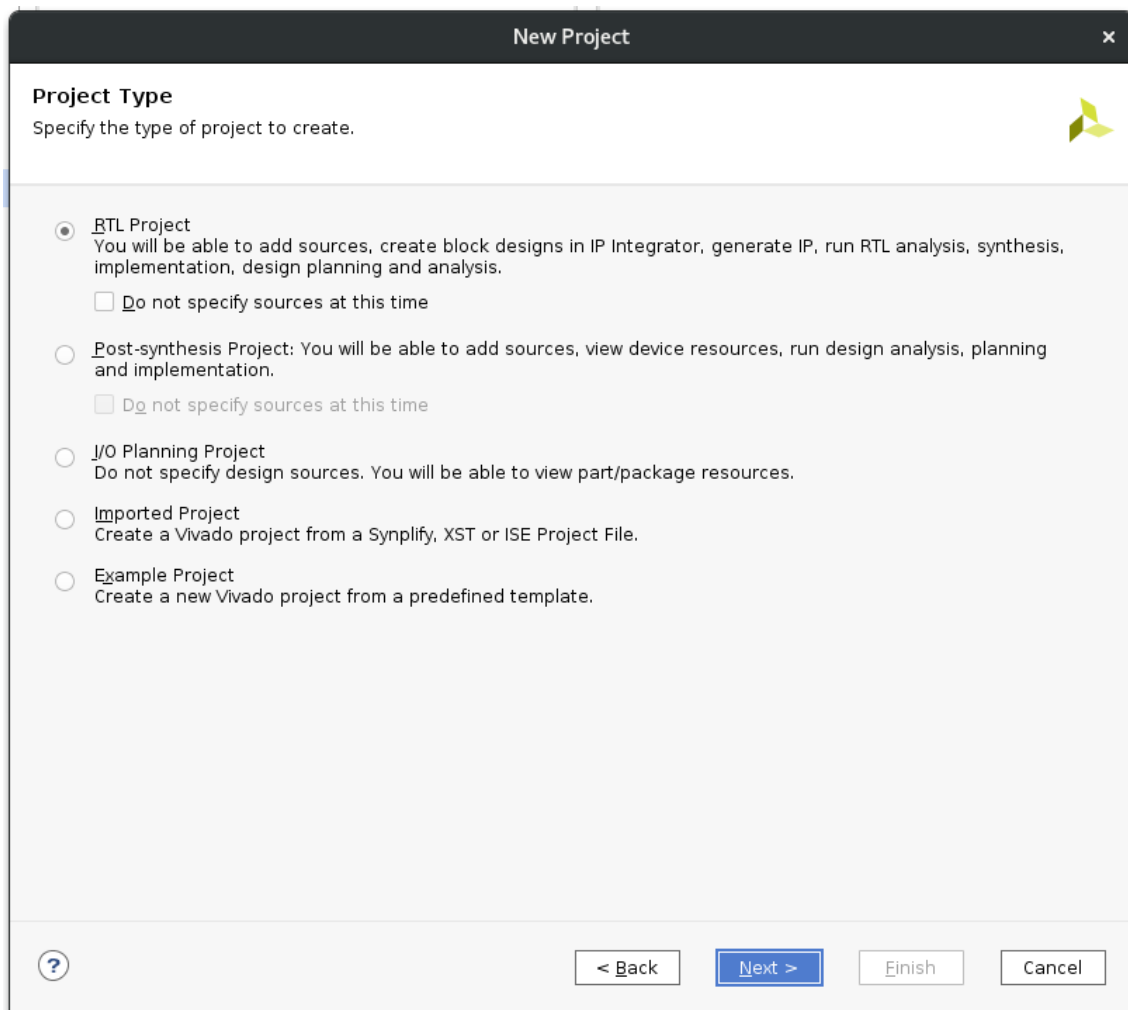 New Project
×
Project Type
Specify the type of project to create.
RTL Project
You will be able to add sources, create block designs in IP Integrator, generate IP, run RTL analysis, synthesis,
implementation, design planning and analysis.
Do not specify sources at this time
Post-synthesis Project: You will be able to add sources, view device resources, run design analysis, planning
and implementation.
Do not specify sources at this time
I/O Planning Project
Do not specify design sources. You will be able to view part/package resources.
Imported Project
Create a Vivado project from a Synplify, XST or ISE Project File.
Example Project
Create a new Vivado project from a predefined template.
? < Back Next > Finish Cancel